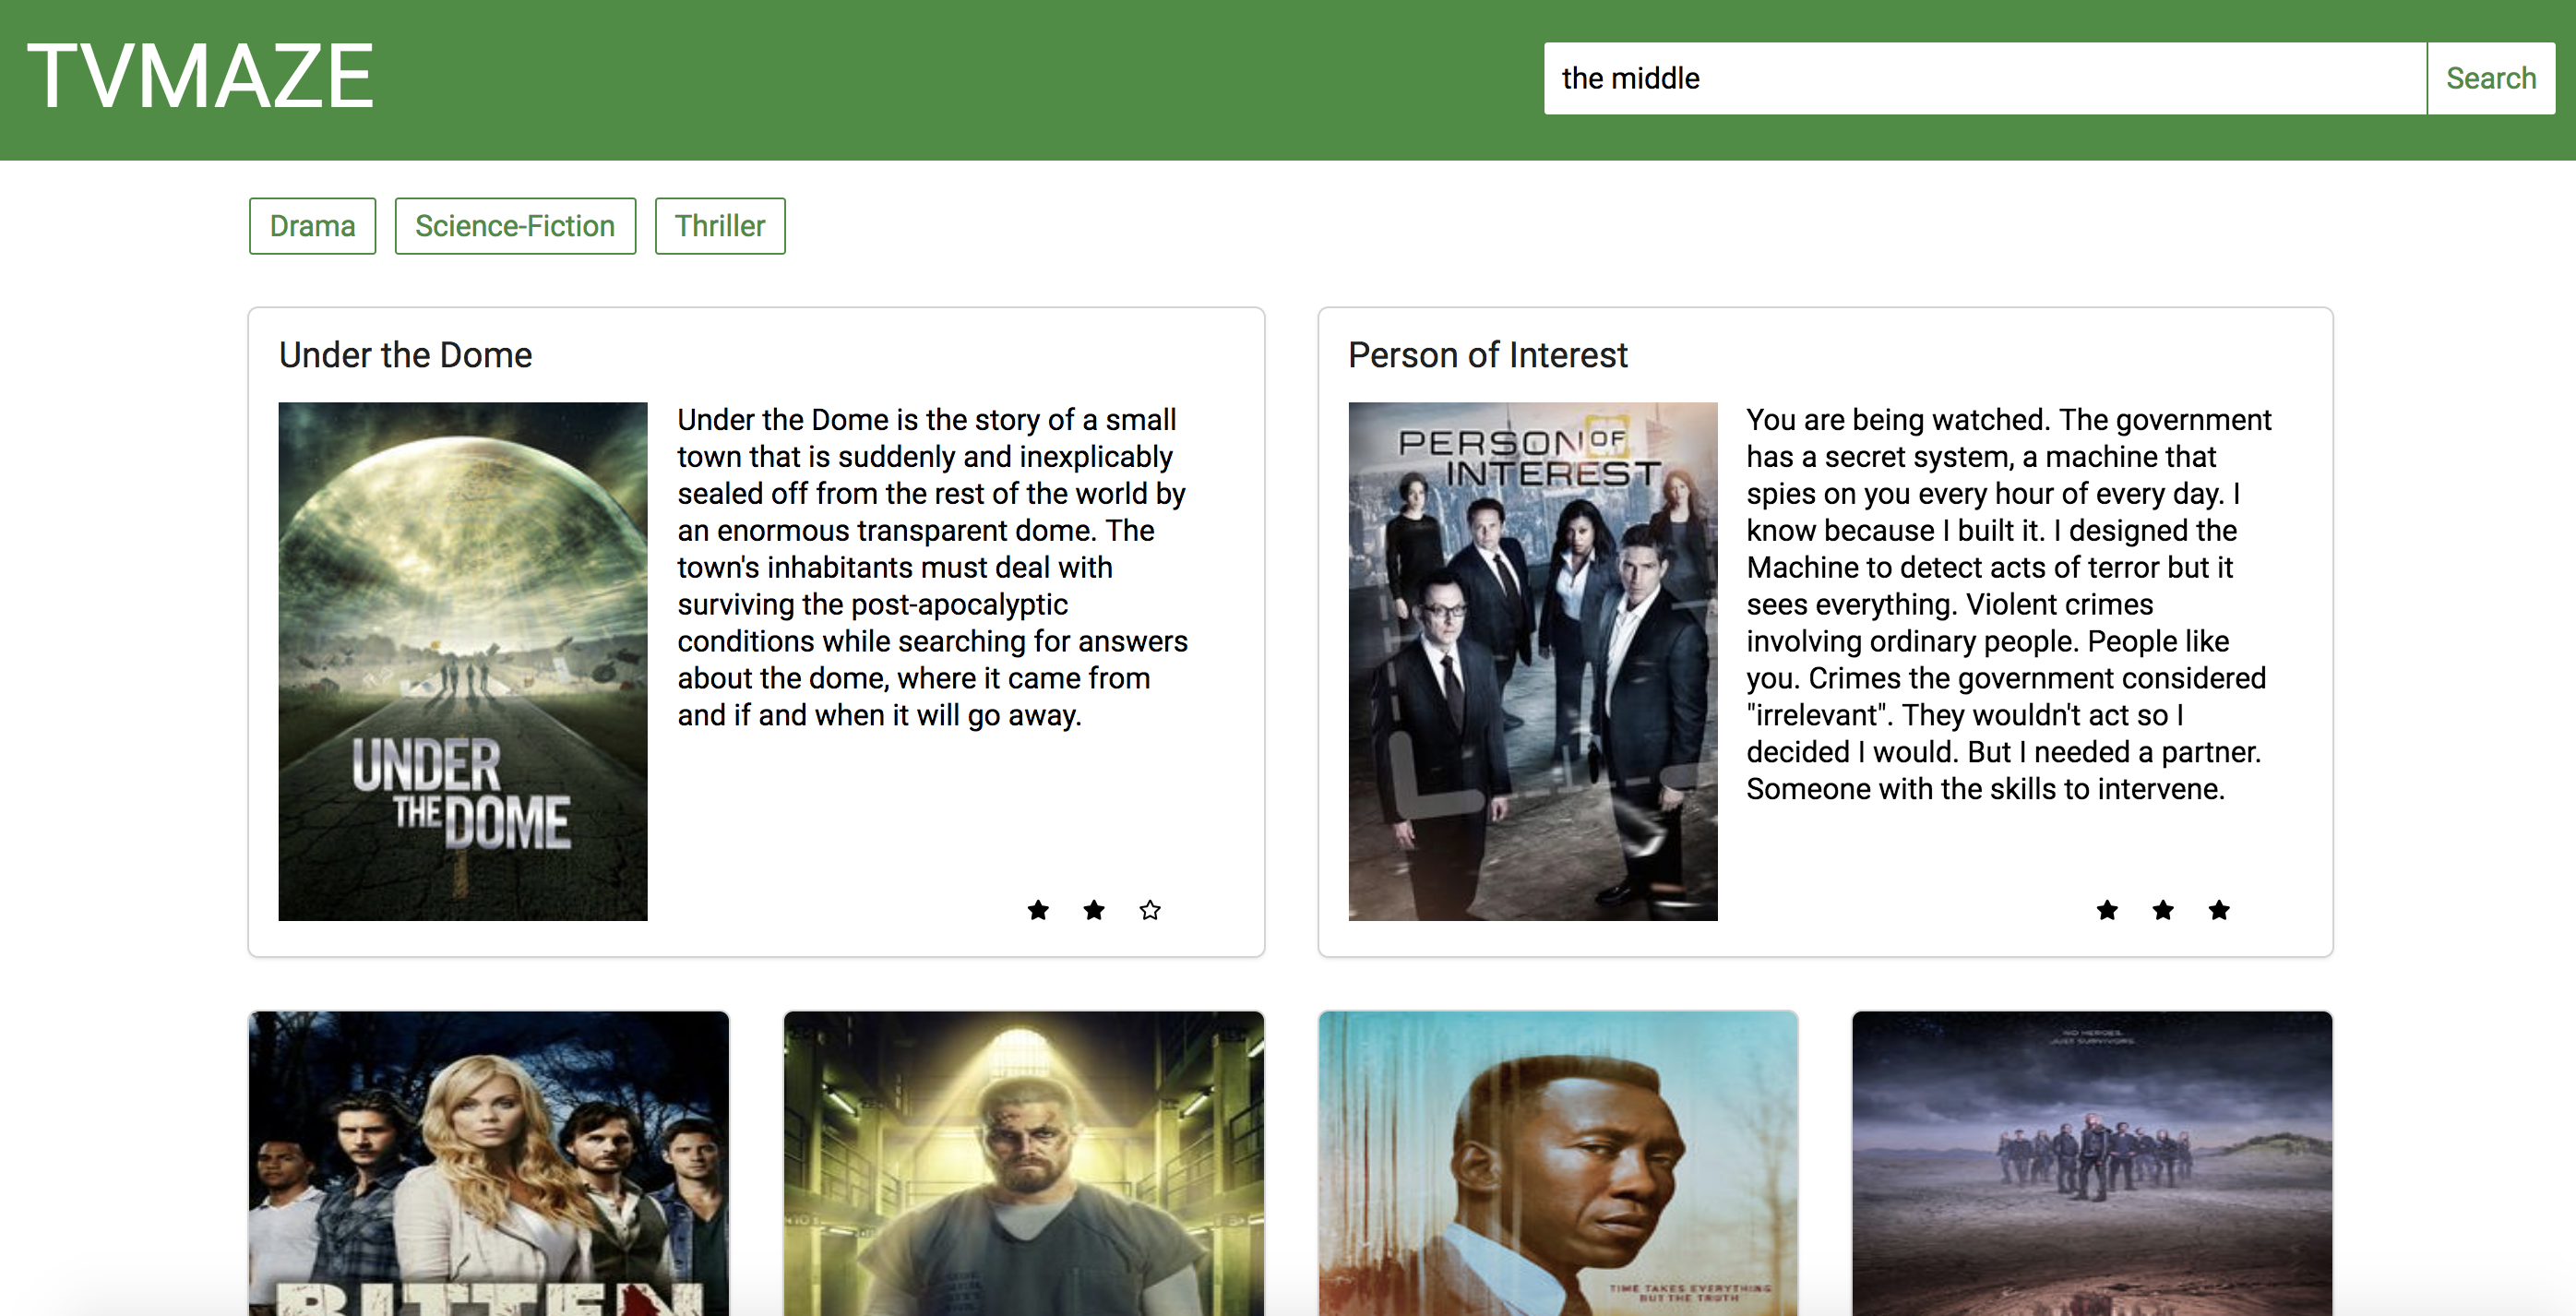 TVMAZE
the middle
Search
Drama
Science-Fiction
Thriller
Under the Dome
UNDER
THE DOME
Under the Dome is the story of a small
town that is suddenly and inexplicably
sealed off from the rest of the world by
an enormous transparent dome. The
town's inhabitants must deal with
surviving the post-apocalyptic
conditions while searching for answers
about the dome, where it came from
and if and when it will go away.
Person of Interest
PERSON OF
INTEREST
You are being watched. The government
has a secret system, a machine that
spies on you every hour of every day. I
know because I built it. I designed the
Machine to detect acts of terror but it
sees everything. Violent crimes
involving ordinary people. People like
you. Crimes the government considered
"irrelevant". They wouldn't act so I
decided I would. But I needed a partner.
Someone with the skills to intervene.
BITTEN
TIME TAKES EVERYTHING
BUT THE TRUTH
NO HEROES.
JUST SURVIVORS.